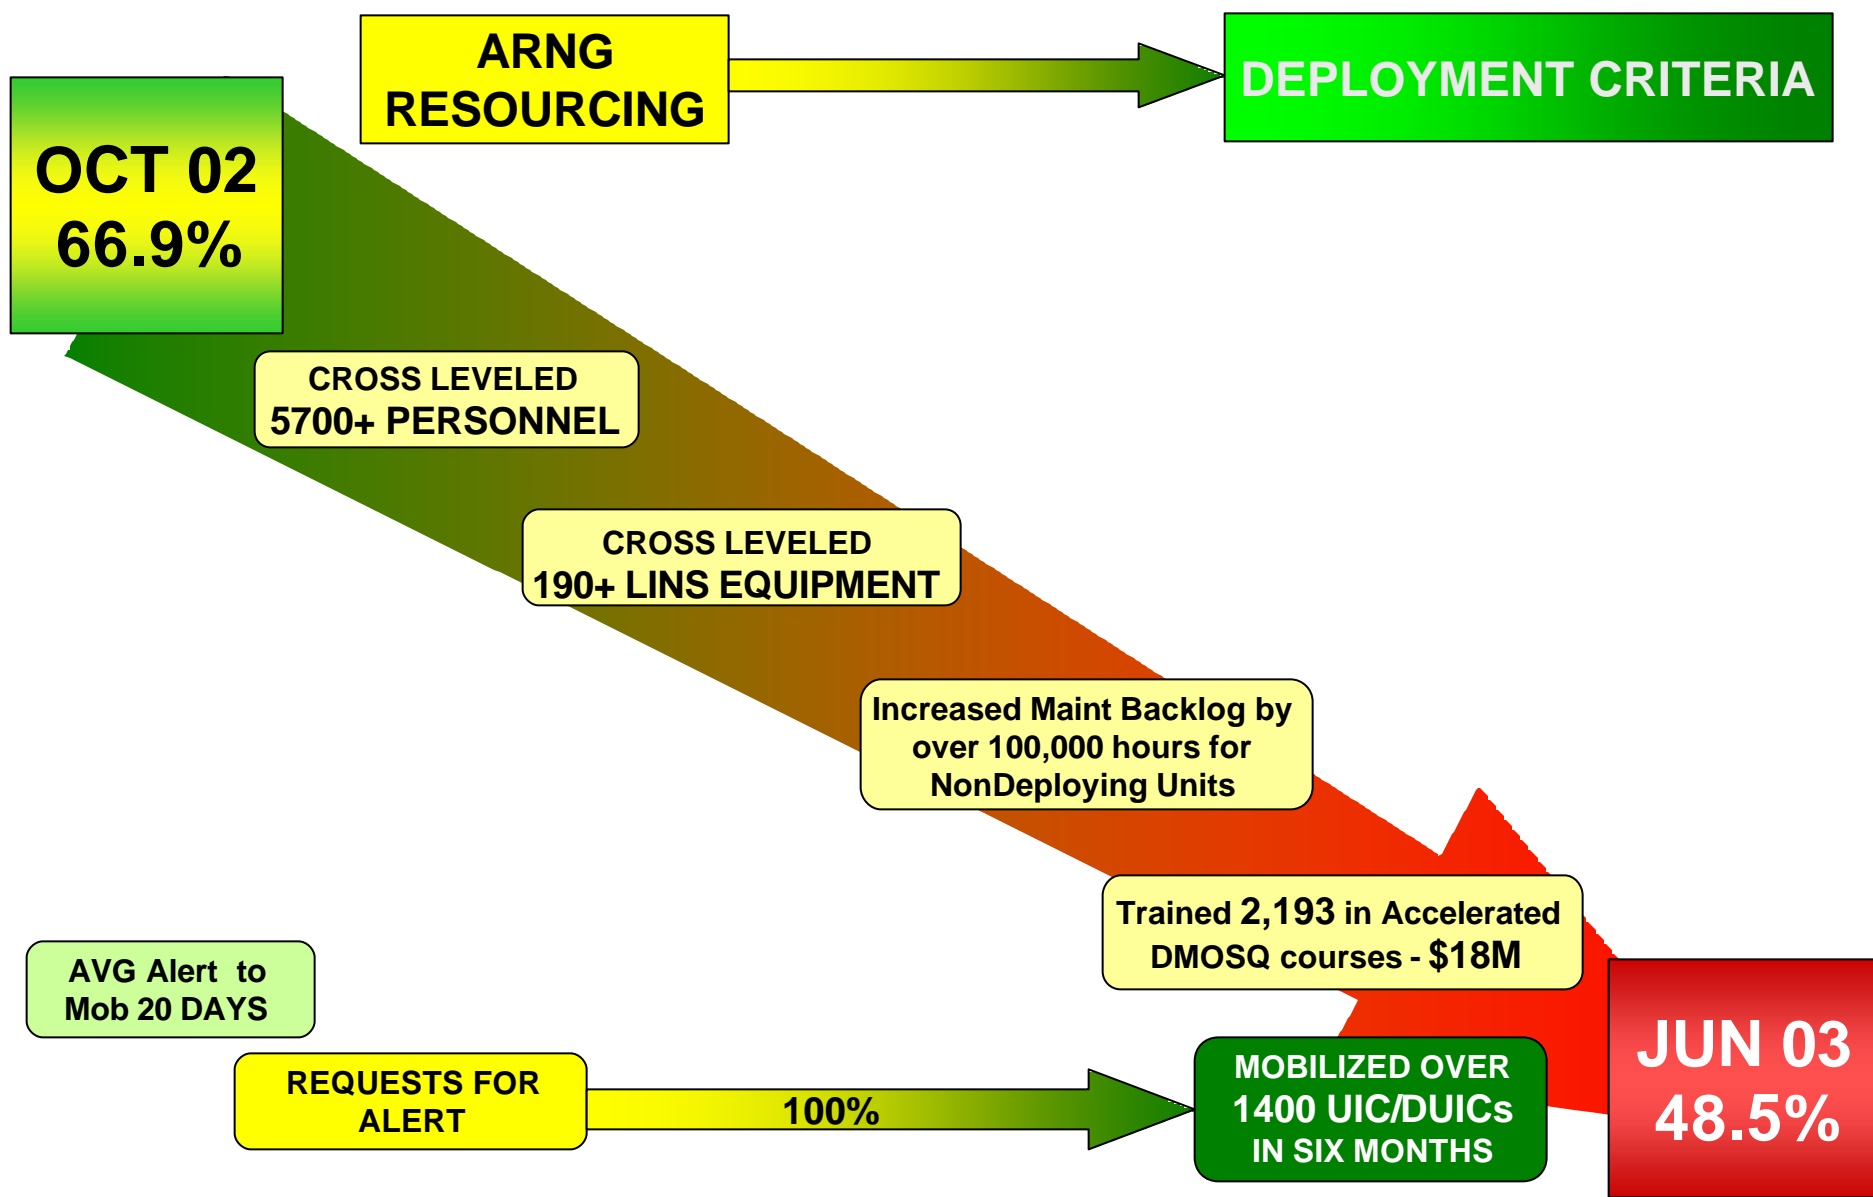 ARNG
RESOURCING
DEPLOYMENT CRITERIA
OCT 02
66.9%
CROSS LEVELED
5700+ PERSONNEL
CROSS LEVELED
190+ LINS EQUIPMENT
Increased Maint Backlog by
over 100,000 hours for
NonDeploying Units
Trained 2,193 in Accelerated
DMOSQ courses - $18M
AVG Alert to
Mob 20 DAYS
JUN 03
48.5%
REQUESTS FOR
ALERT
100%
MOBILIZED OVER
1400 UIC/DUICs
IN SIX MONTHS